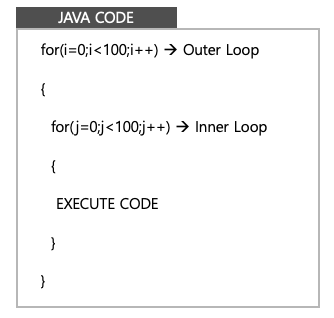 JAVA CODE
for(i=0;i<100;i++) → Outer Loop
{
for(j=0;j<100;j++) → Inner Loop
{
EXECUTE CODE
}
}